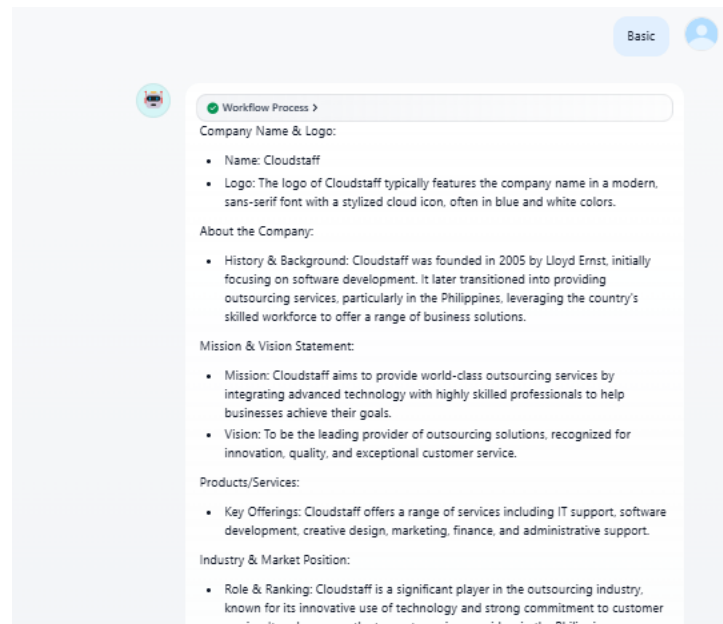 Basic
Workflow Process >
Company Name & Logo:
• Name: Cloudstaff
• Logo: The logo of Cloudstaff typically features the company name in a modern,
sans-serif font with a stylized cloud icon, often in blue and white colors.
About the Company:
• History & Background: Cloudstaff was founded in 2005 by Lloyd Ernst, initially
focusing on software development. It later transitioned into providing
outsourcing services, particularly in the Philippines, leveraging the country's
skilled workforce to offer a range of business solutions.
Mission & Vision Statement:
• Mission: Cloudstaff aims to provide world-class outsourcing services by
integrating advanced technology with highly skilled professionals to help
businesses achieve their goals.
• Vision: To be the leading provider of outsourcing solutions, recognized for
innovation, quality, and exceptional customer service.
Products/Services:
• Key Offerings: Cloudstaff offers a range of services including IT support, software
development, creative design, marketing, finance, and administrative support.
Industry & Market Position:
• Role & Ranking: Cloudstaff is a significant player in the outsourcing industry,
known for its innovative use of technology and strong commitment to customer